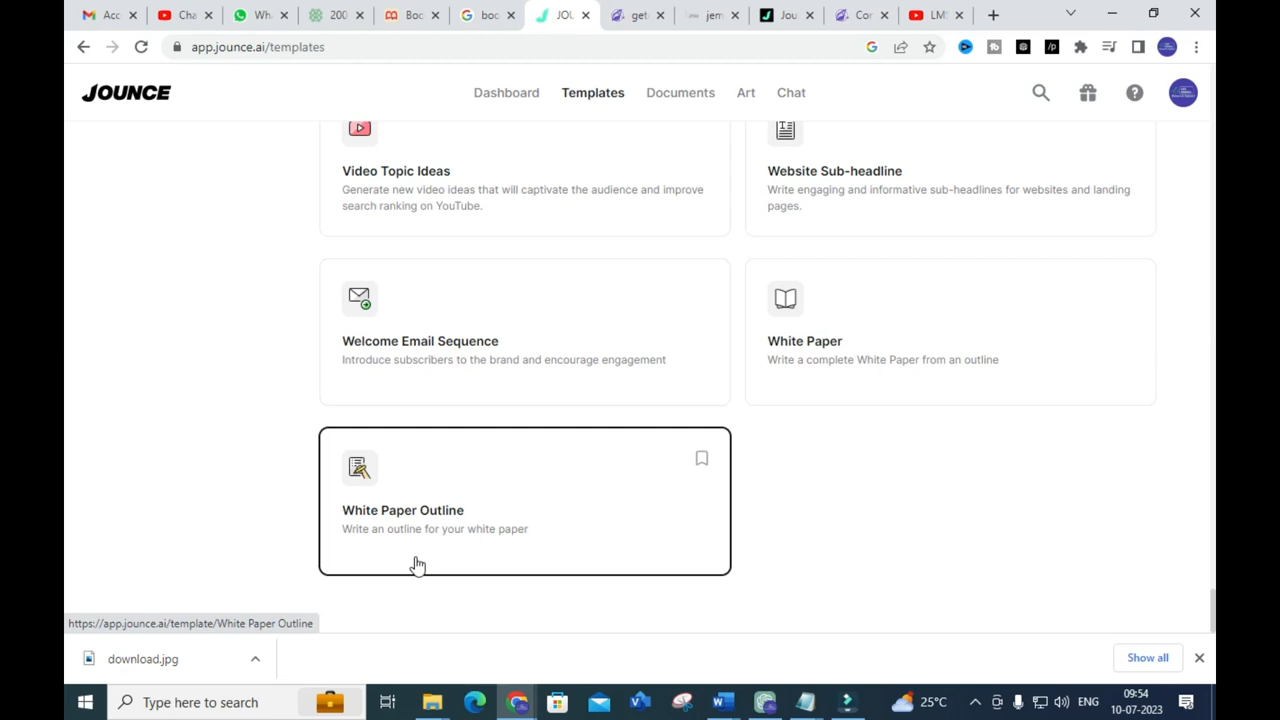 Acc
Cha
Wha
200
Boc
boc
JOU
get
jem
Jou
Cor
LMS
app.jounce.ai/templates
JOUNCE
Dashboard
Templates
Documents
Art
Chat
Video Topic Ideas
Generate new video ideas that will captivate the audience and improve
search ranking on YouTube.
Website Sub-headline
Write engaging and informative sub-headlines for websites and landing
pages.
Welcome Email Sequence
Introduce subscribers to the brand and encourage engagement
White Paper
Write a complete White Paper from an outline
White Paper Outline
Write an outline for your white paper
https://app.jounce.ai/template/White Paper Outline
download.jpg
Show all
Type here to search
25°C
ENG
09:54
10-07-2023